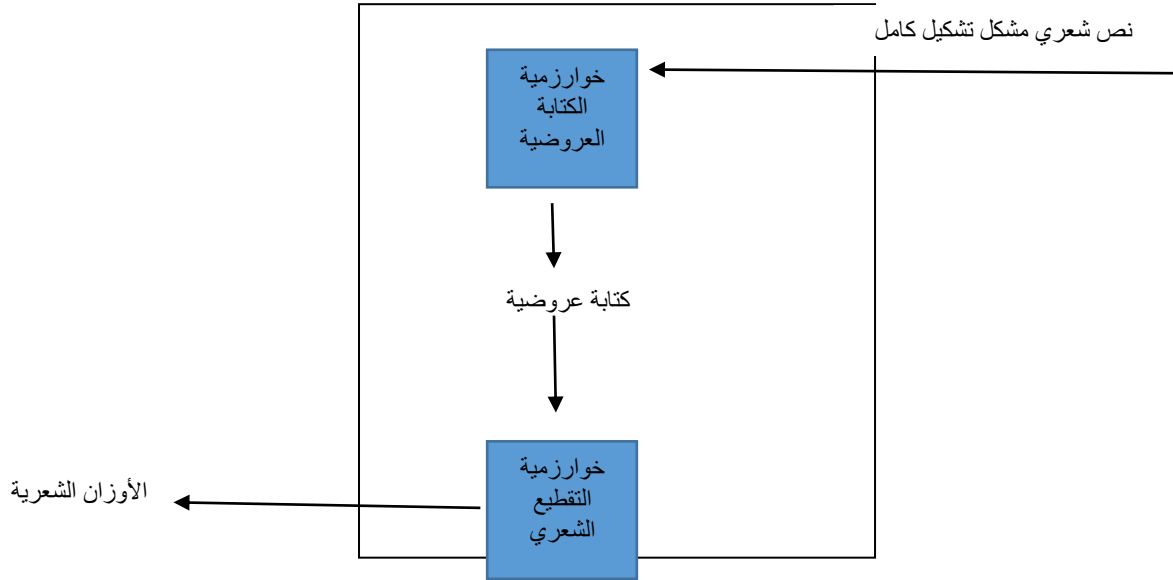 نص شعري مشكل تشكيل كامل
خوارزمية
الكتابة
العروضية
كتابة عروضية
خوارزمية
التقطيع
الشعري
الأوزان الشعرية